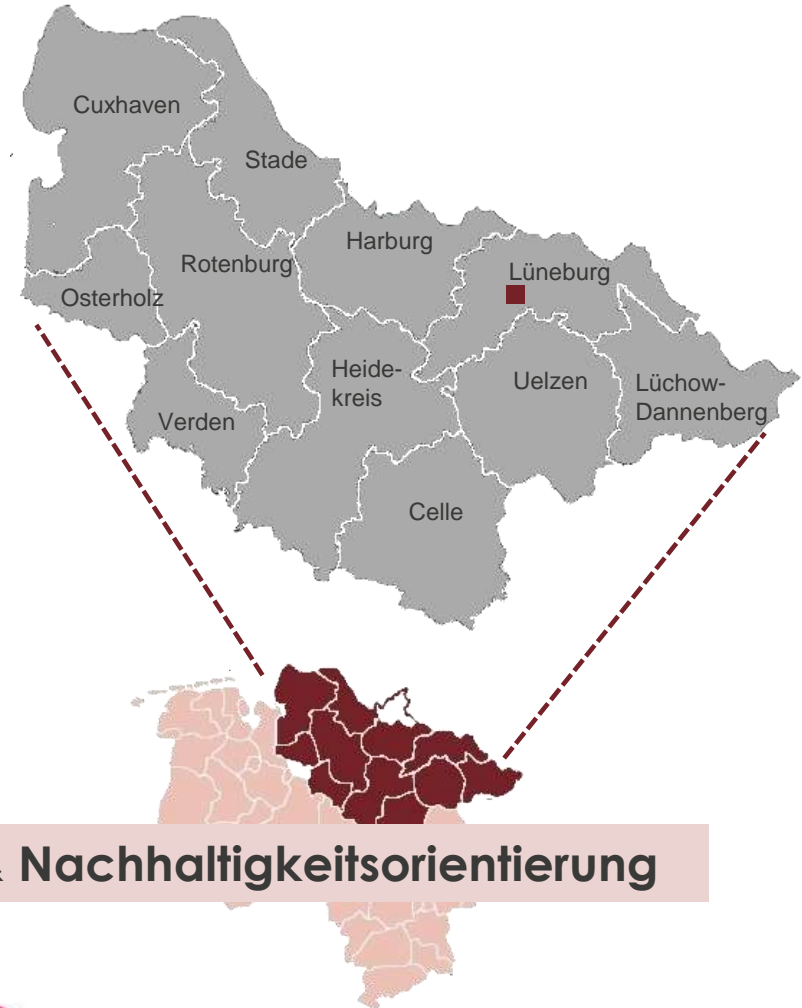 Cuxhaven
Stade
Harburg
Rotenburg
Lüneburg
Osterholz
Heide-
kreis
Uelzen
Lüchow-
Dannenberg
Verden
Celle
& Nachhaltigkeitsorientierung